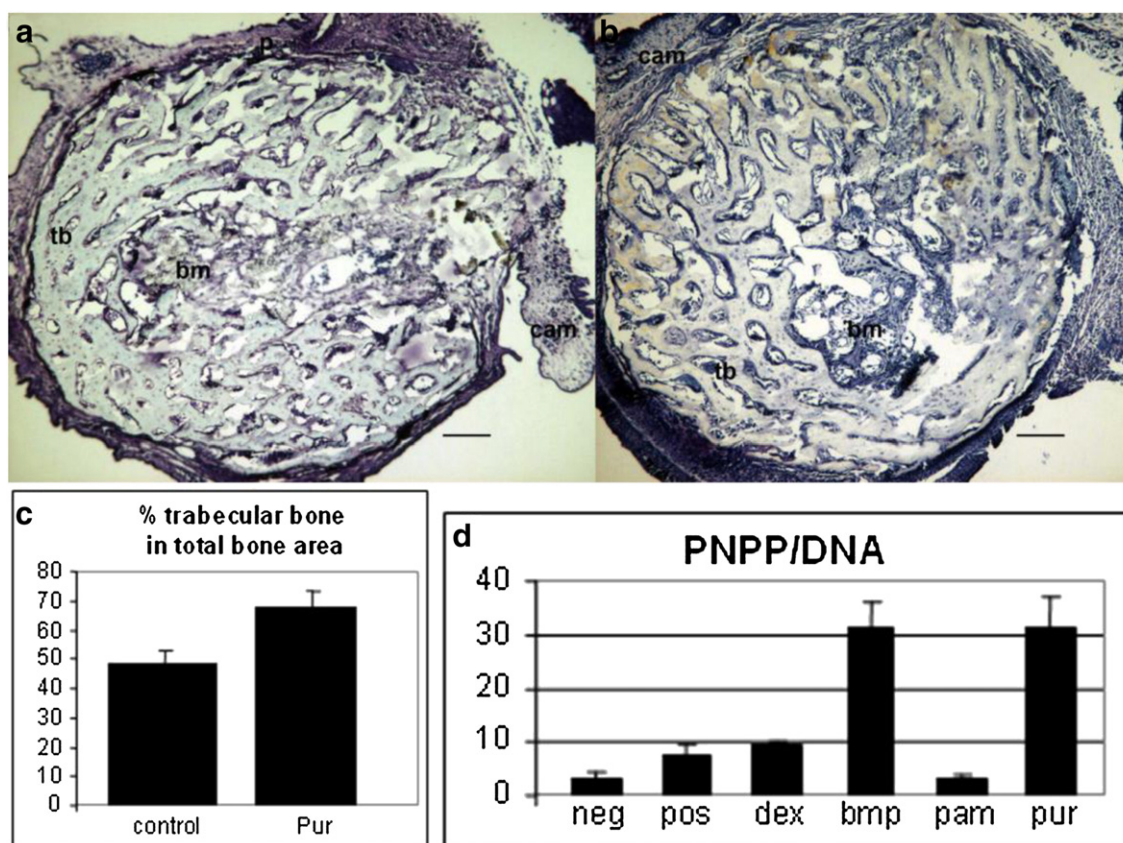 a
p
tb
bm
cam
b
cam
bm
tb
c
% trabecular bone
in total bone area
80
70
60
50
40
30
20
10
0
control
Pur
d
PNPP/DNA
40
30
20
10
0
neg pos dex bmp pam pur